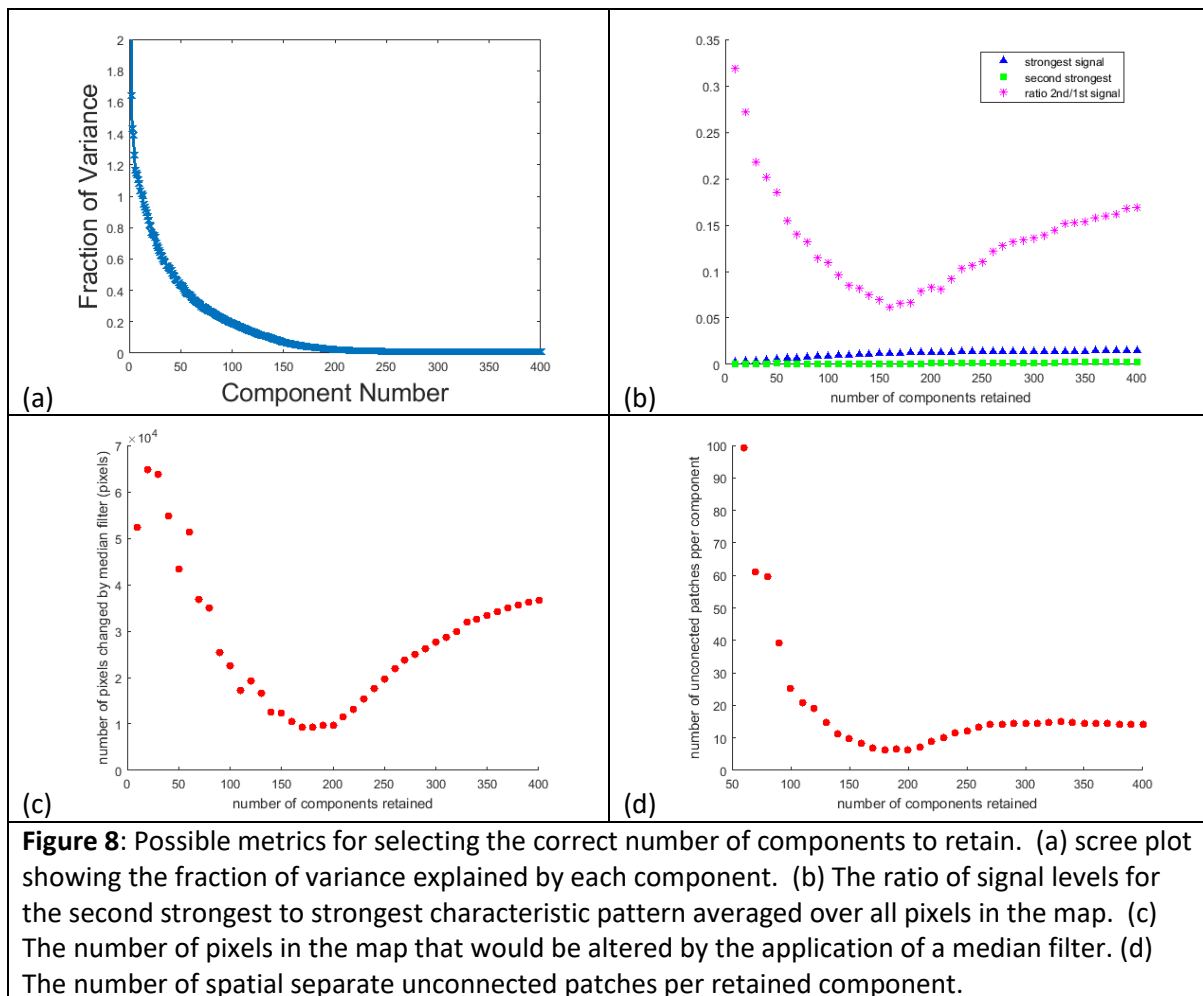 2
1.8
1.6
1.4
1.2
1
0.8
0.6
0.4
0.2
0
Fraction of Variance
0 50 100 150 200 250 300 350 400
Component Number
(a)
0.35
0.3
0.25
0.2
0.15
0.1
0.05
0
strongest signal
second strongest
ratio 2nd/1st signal
0 50 100 150 200 250 300 350 400
number of components retained
(b)
× 10⁴
7
6
5
4
3
2
1
0
number of pixels changed by median filter (pixels)
0 50 100 150 200 250 300 350 400
number of components retained
(c)
100
90
80
70
60
50
40
30
20
10
0
number of unconected patches pper component
50 100 150 200 250 300 350 400
number of components retained
(d)
Figure 8: Possible metrics for selecting the correct number of components to retain. (a) scree plot
showing the fraction of variance explained by each component. (b) The ratio of signal levels for
the second strongest to strongest characteristic pattern averaged over all pixels in the map. (c)
The number of pixels in the map that would be altered by the application of a median filter. (d)
The number of spatial separate unconnected patches per retained component.